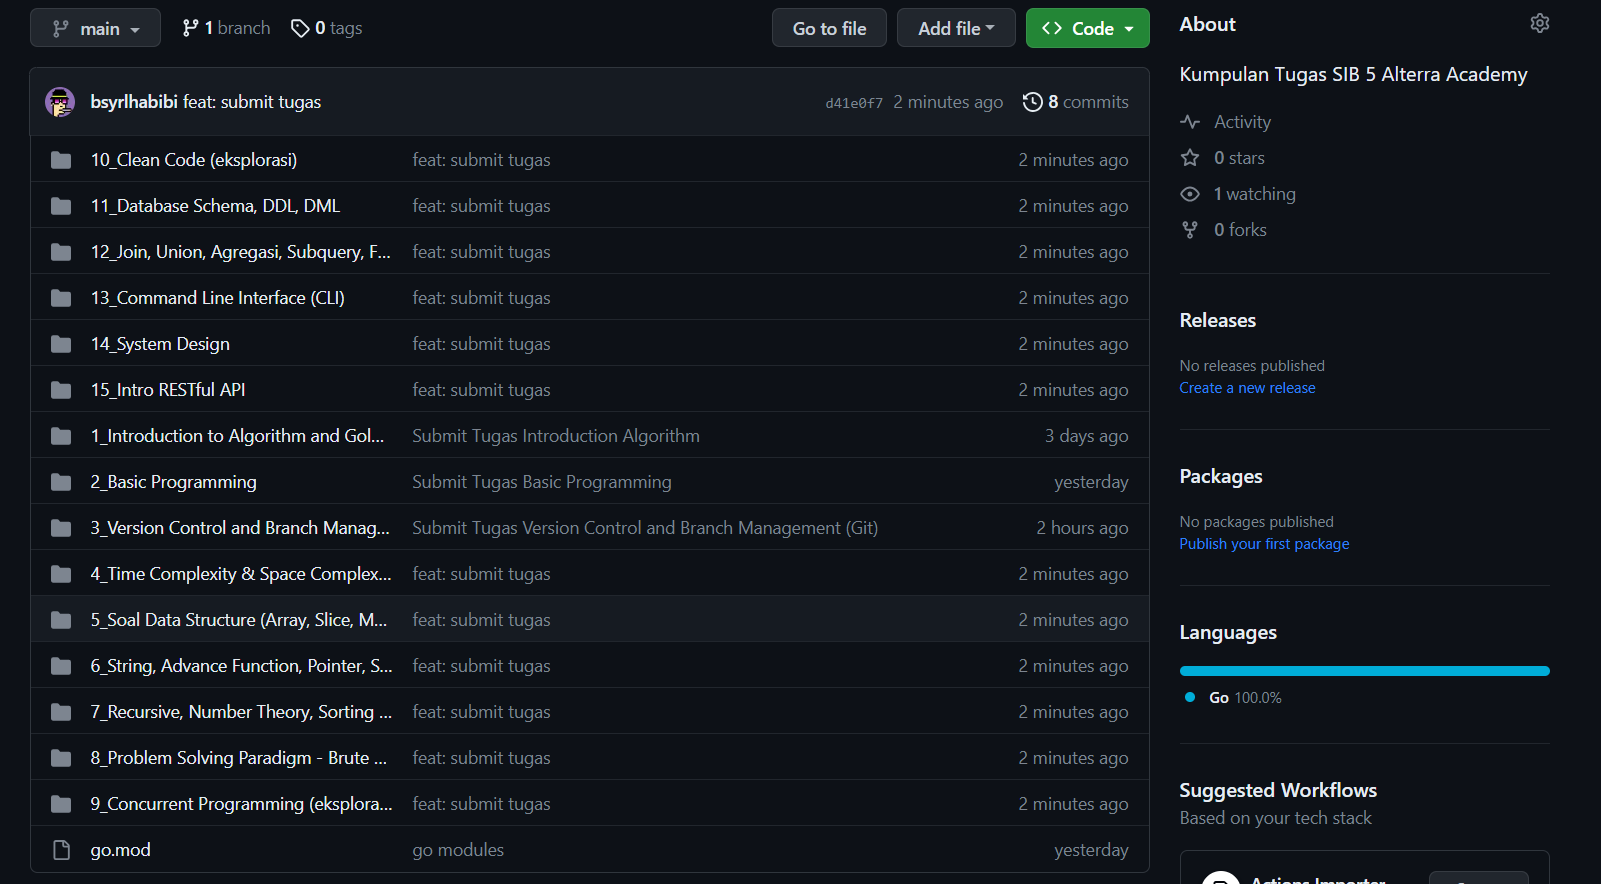 main
1 branch
0 tags
Go to file
Add file
Code
bsyrlhabibi feat: submit tugas
d41e0f7 2 minutes ago
8 commits
10_Clean Code (eksplorasi) feat: submit tugas 2 minutes ago
11_Database Schema, DDL, DML feat: submit tugas 2 minutes ago
12_Join, Union, Agregasi, Subquery, F... feat: submit tugas 2 minutes ago
13_Command Line Interface (CLI) feat: submit tugas 2 minutes ago
14_System Design feat: submit tugas 2 minutes ago
15_Intro RESTful API feat: submit tugas 2 minutes ago
1_Introduction to Algorithm and Gol... Submit Tugas Introduction Algorithm 3 days ago
2_Basic Programming Submit Tugas Basic Programming yesterday
3_Version Control and Branch Manag... Submit Tugas Version Control and Branch Management (Git) 2 hours ago
4_Time Complexity & Space Complex... feat: submit tugas 2 minutes ago
5_Soal Data Structure (Array, Slice, M... feat: submit tugas 2 minutes ago
6_String, Advance Function, Pointer, S... feat: submit tugas 2 minutes ago
7_Recursive, Number Theory, Sorting ... feat: submit tugas 2 minutes ago
8_Problem Solving Paradigm - Brute ... feat: submit tugas 2 minutes ago
9_Concurrent Programming (eksplora... feat: submit tugas 2 minutes ago
go.mod go modules yesterday
About
Kumpulan Tugas SIB 5 Alterra Academy
Activity
0 stars
1 watching
0 forks
Releases
No releases published
Create a new release
Packages
No packages published
Publish your first package
Languages
Go 100.0%
Suggested Workflows
Based on your tech stack
Actions Importer